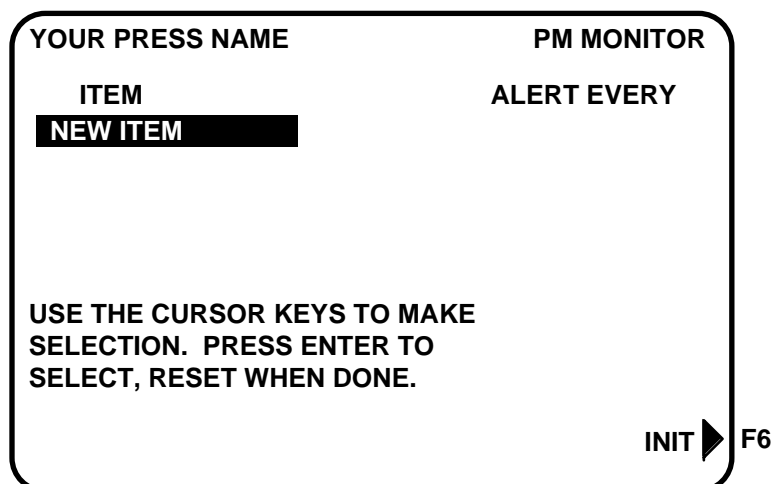 YOUR PRESS NAME PM MONITOR
ITEM ALERT EVERY
NEW ITEM
USE THE CURSOR KEYS TO MAKE
SELECTION. PRESS ENTER TO
SELECT, RESET WHEN DONE.
INIT F6